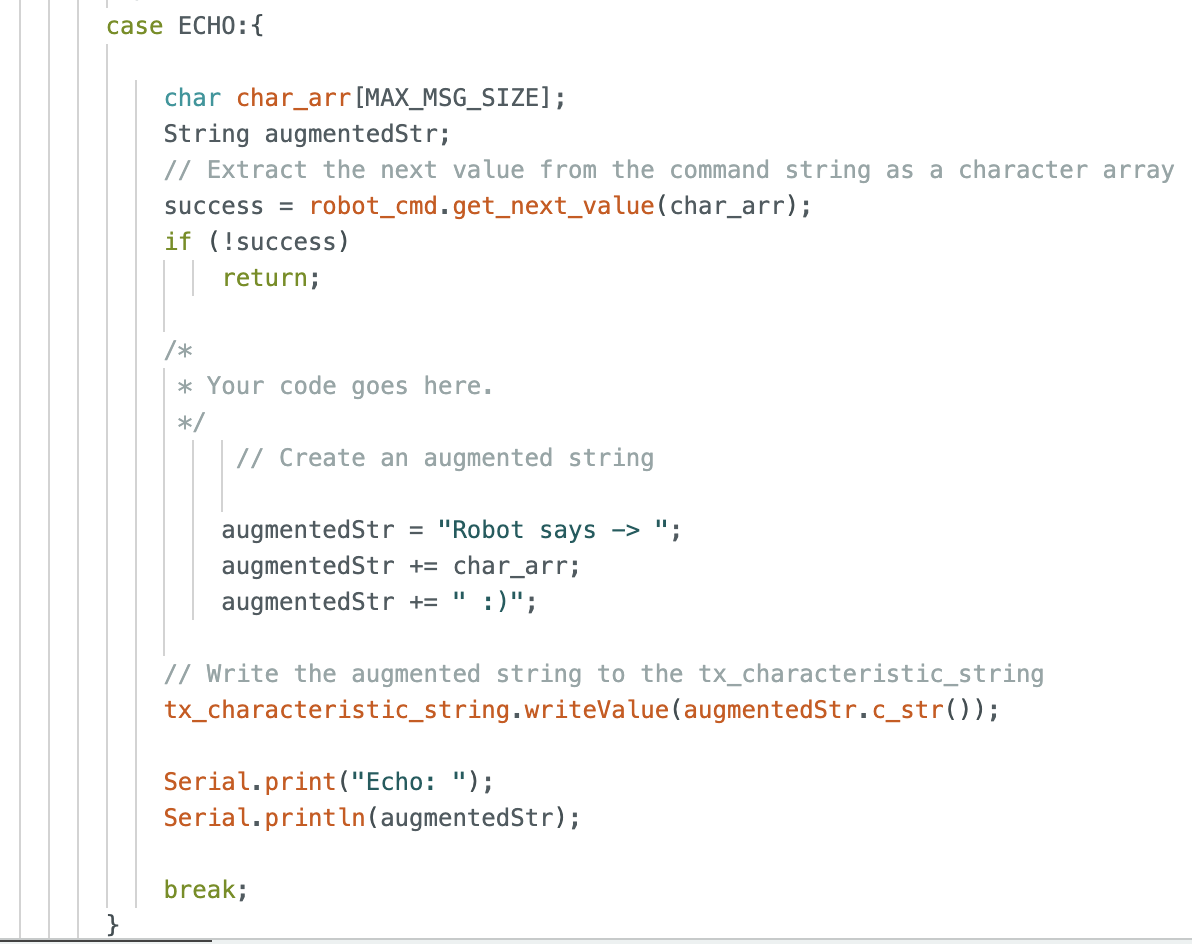 case ECHO:{
char char_arr[MAX_MSG_SIZE];
String augmentedStr;
// Extract the next value from the command string as a character array
success = robot_cmd.get_next_value(char_arr);
if (!success)
return;
/*
* Your code goes here.
*/
// Create an augmented string
augmentedStr = "Robot says -> ";
augmentedStr += char_arr;
augmentedStr += " :)";
// Write the augmented string to the tx_characteristic_string
tx_characteristic_string.writeValue(augmentedStr.c_str());
Serial.print("Echo: ");
Serial.println(augmentedStr);
break;
}